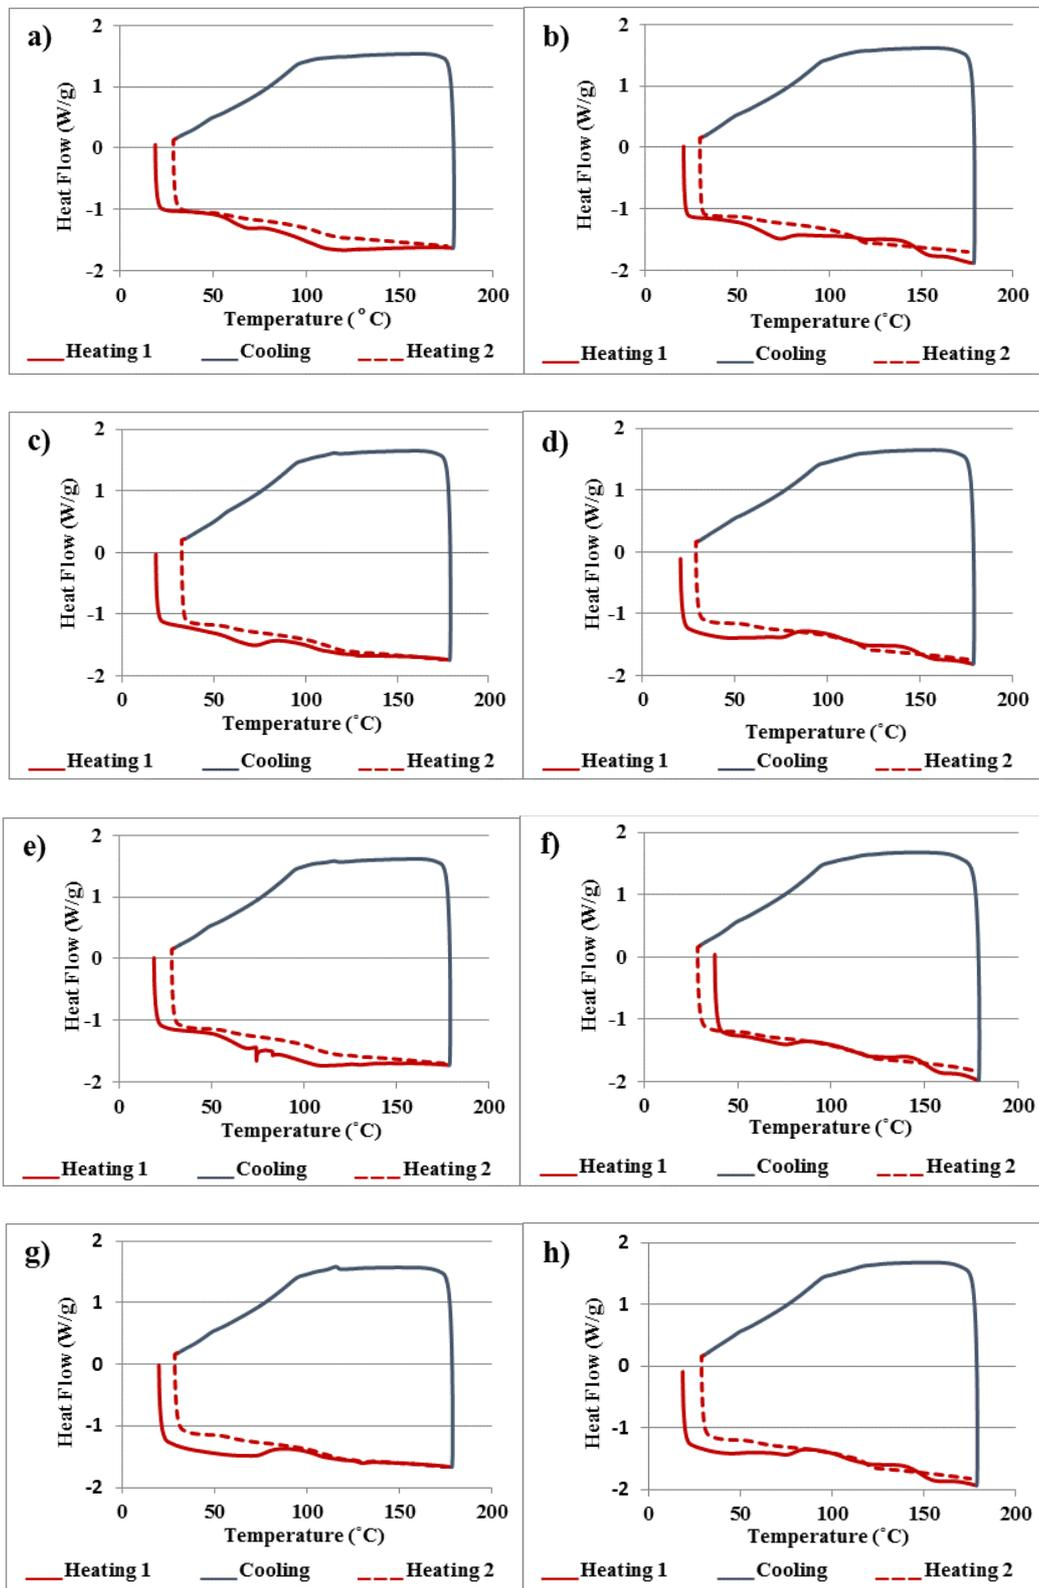 a)
2
1
0
-1
-2
Heat Flow (W/g)
0 50 100 150 200
Temperature (°C)
Heating 1 Cooling Heating 2
b)
2
1
0
-1
-2
Heat Flow (W/g)
0 50 100 150 200
Temperature (˚C)
Heating 1 Cooling Heating 2
c)
2
1
0
-1
-2
Heat Flow (W/g)
0 50 100 150 200
Temperature (˚C)
Heating 1 Cooling Heating 2
d)
2
1
0
-1
-2
Heat Flow (W/g)
0 50 100 150 200
Temperature (˚C)
Heating 1 Cooling Heating 2
e)
2
1
0
-1
-2
Heat Flow (W/g)
0 50 100 150 200
Temperature (˚C)
Heating 1 Cooling Heating 2
f)
2
1
0
-1
-2
Heat Flow (W/g)
0 50 100 150 200
Temperature (˚C)
Heating 1 Cooling Heating 2
g)
2
1
0
-1
-2
Heat Flow (W/g)
0 50 100 150 200
Temperature (˚C)
Heating 1 Cooling Heating 2
h)
2
1
0
-1
-2
Heat Flow (W/g)
0 50 100 150 200
Temperature (˚C)
Heating 1 Cooling Heating 2